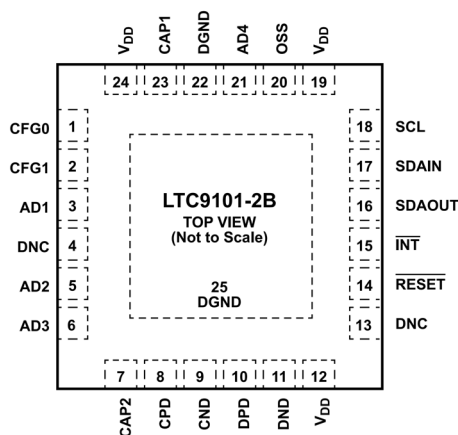 VDD CAP1 DGND AD4 OSS VDD
24 23 22 21 20 19
CFG0 1
CFG1 2
AD1 3
DNC 4
AD2 5
AD3 6
LTC9101-2B
TOP VIEW
(Not to Scale)
25
DGND
18 SCL
17 SDAIN
16 SDAOUT
15 INT
14 RESET
13 DNC
7 8 9 10 11 12
CAP2 CPD CND DPD DND VDD